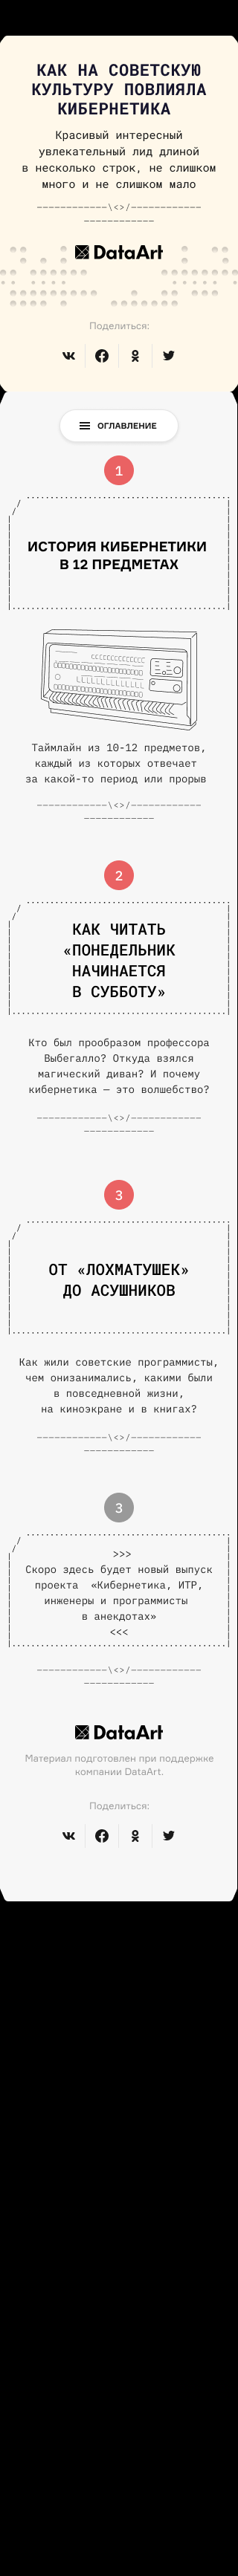 КАК НА СОВЕТСКУЮ
КУЛЬТУРУ ПОВЛИЯЛА
КИБЕРНЕТИКА
Красивый интересный
увлекательный лид длиной
в несколько строк, не слишком
много и не слишком мало
————————————\<>/————————————
————————————
DataArt
Поделиться:
ОГЛАВЛЕНИЕ
1
ИСТОРИЯ КИБЕРНЕТИКИ
В 12 ПРЕДМЕТАХ
Таймлайн из 10-12 предметов,
каждый из которых отвечает
за какой-то период или прорыв
————————————\<>/————————————
————————————
2
КАК ЧИТАТЬ
«ПОНЕДЕЛЬНИК
НАЧИНАЕТСЯ
В СУББОТУ»
Кто был прообразом профессора
Выбегалло? Откуда взялся
магический диван? И почему
кибернетика — это волшебство?
————————————\<>/————————————
————————————
3
ОТ «ЛОХМАТУШЕК»
ДО АСУШНИКОВ
Как жили советские программисты,
чем онизанимались, какими были
в повседневной жизни,
на киноэкране и в книгах?
————————————\<>/————————————
————————————
3
>>>
Скоро здесь будет новый выпуск
проекта «Кибернетика, ИТР,
инженеры и программисты
в анекдотах»
<<<
————————————\<>/————————————
————————————
DataArt
Материал подготовлен при поддержке
компании DataArt.
Поделиться: